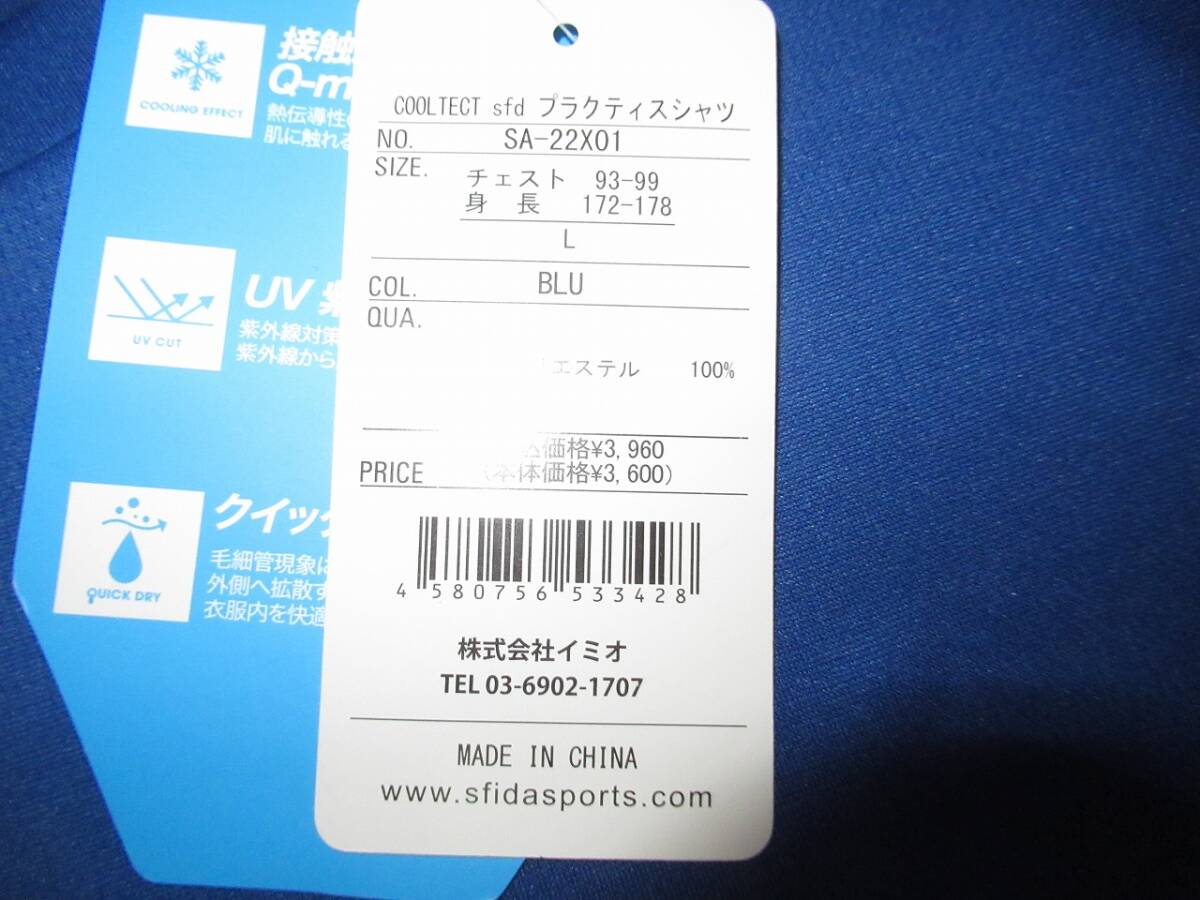 COOLING EFFECT
接触
Q-m
熱伝導性
肌に触れる
UV CUT
UV 紫
紫外線対策
紫外線から
QUICK DRY
クイック
毛細管現象は
外側へ拡散す
衣服内を快適
COOLTECT sfd プラクティスシャツ
NO. SA-22X01
SIZE.
チェスト 93-99
身 長 172-178
L
COL. BLU
QUA.
エステル 100%
価格¥3,960
PRICE (本体価格¥3,600)
4 580756 533428
株式会社イミオ
TEL 03-6902-1707
MADE IN CHINA
www.sfidasports.com